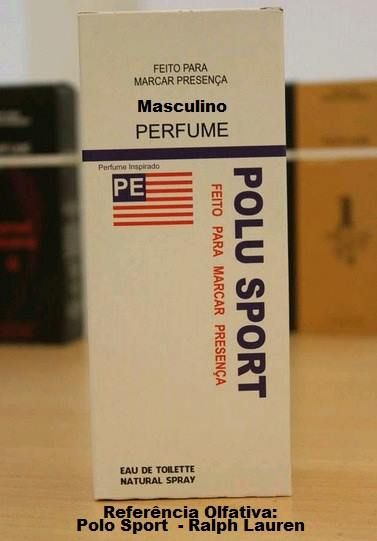 FEITO PARA
MARCAR PRESENÇA
Masculino
PERFUME
Perfume Inspirado
PE
POLU SPORT
FEITO PARA MARCAR PRESENÇA
EAU DE TOILETTE
NATURAL SPRAY
Referência Olfativa:
Polo Sport - Ralph Lauren